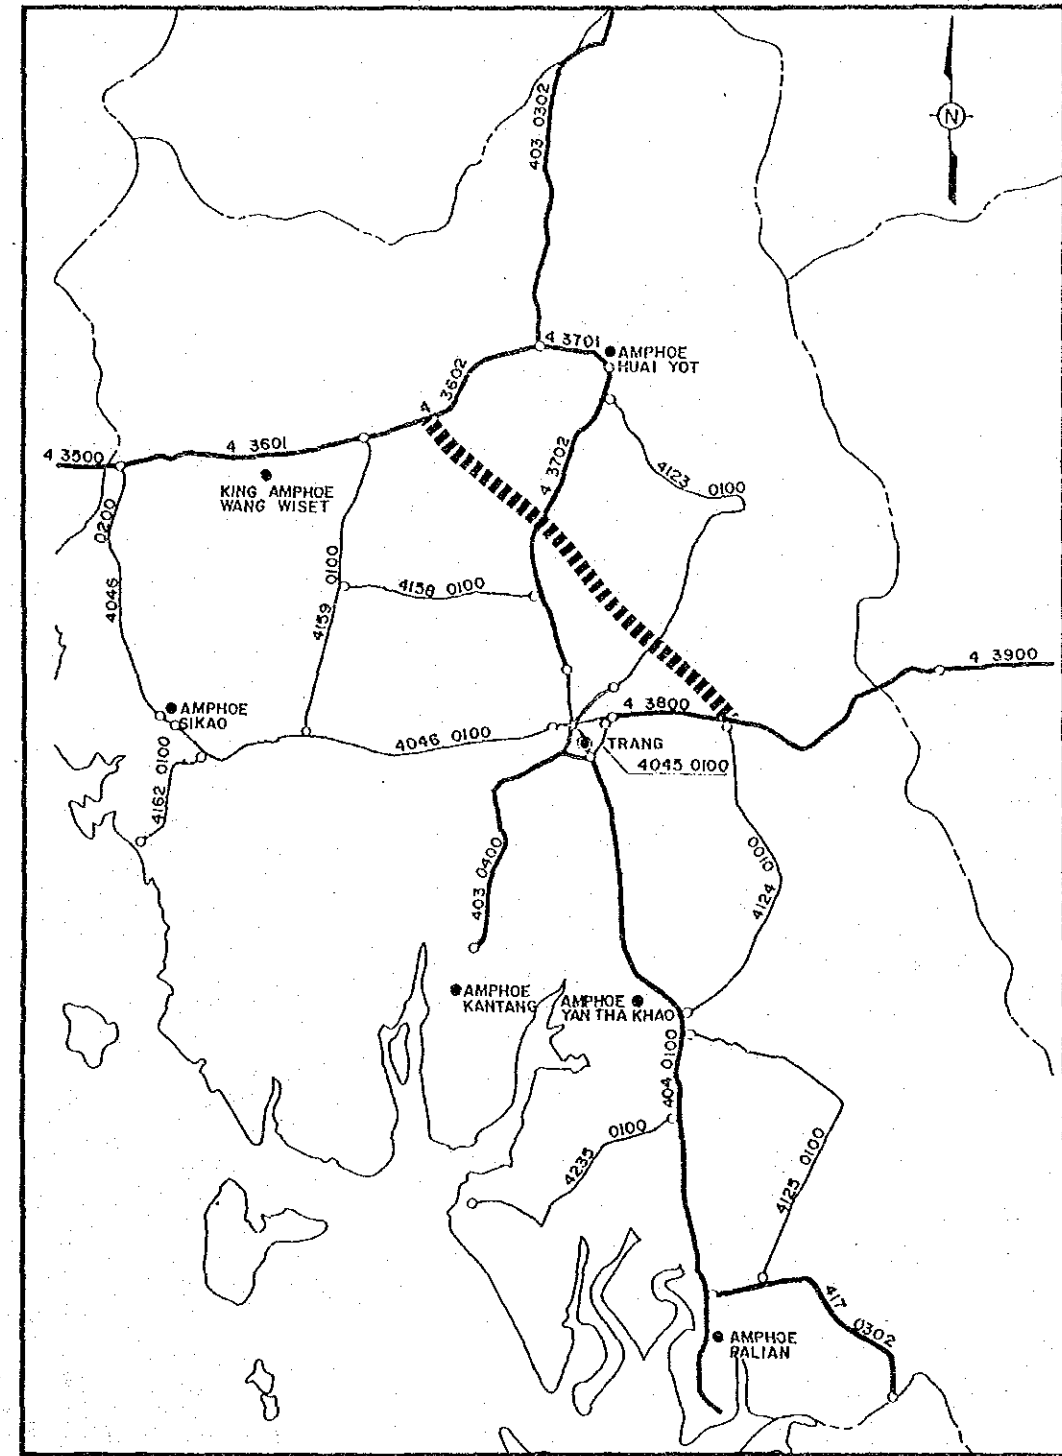 403 0302
N
4 3701
AMPHOE
HUAI YOT
4 3602
4 3601
4 3500
KING AMPHOE
WANG WISET
4 3702
4123 0100
0200
4046
4159 0100
4158 0100
4 3900
AMPHOE
SIKAO
4 3800
4046 0100
TRANG
4045 0100
4162 0100
403 0400
0010
4124
AMPHOE
KANTANG
AMPHOE
YAN THA KHAO
404 0100
4235 0100
4125 0100
417 0302
AMPHOE
PALIAN